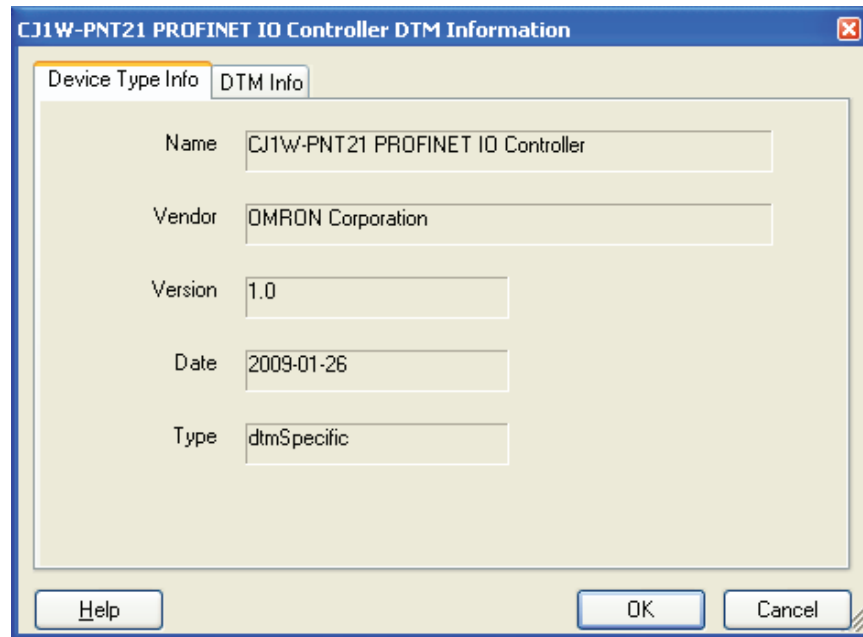 CJ1W-PNT21 PROFINET IO Controller DTM Information
Device Type Info DTM Info
Name CJ1W-PNT21 PROFINET IO Controller
Vendor OMRON Corporation
Version 1.0
Date 2009-01-26
Type dtmSpecific
Help OK Cancel